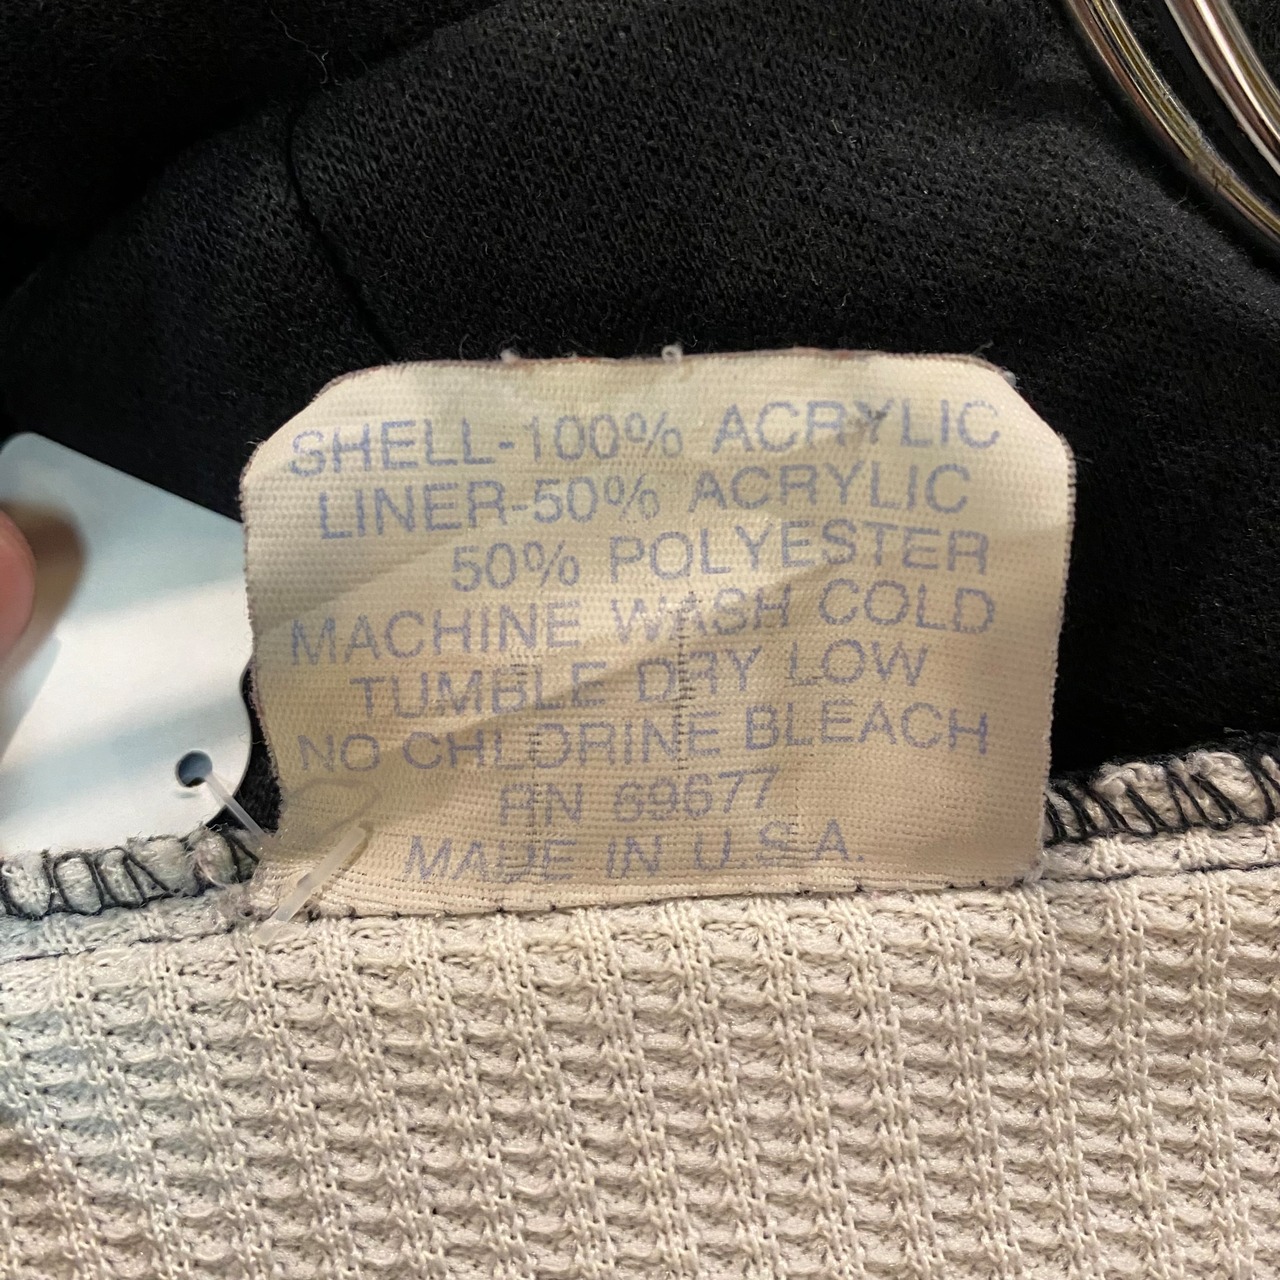 SHELL-100% ACRYLIC
LINER-50% ACRYLIC
50% POLYESTER
MACHINE WASH COLD
TUMBLE DRY LOW
NO CHLORINE BLEACH
RN 69677
MADE IN U.S.A.